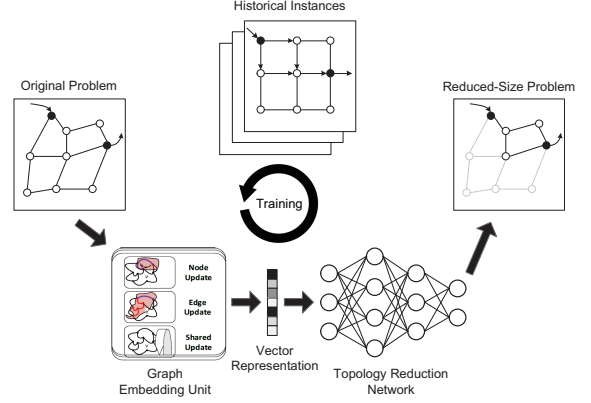 Historical Instances
Original Problem
Reduced-Size Problem
Training
Node
Update
Edge
Update
Shared
Update
Graph
Embedding Unit
Vector
Representation
Topology Reduction
Network